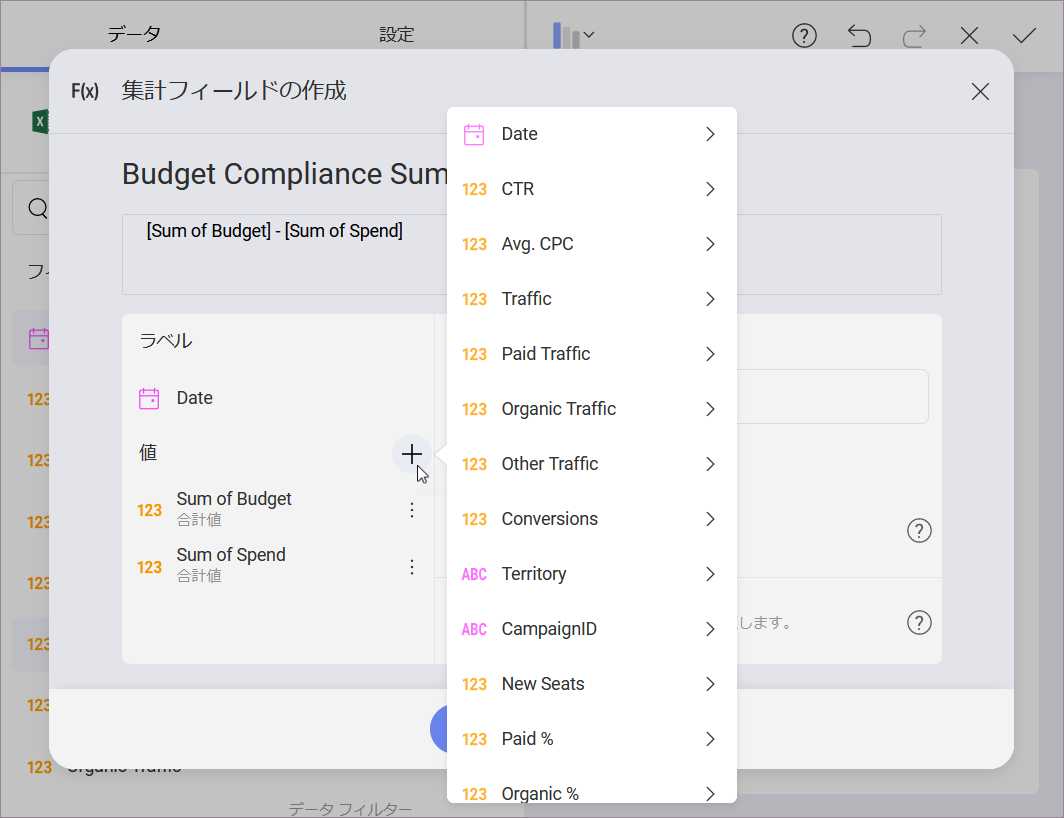 データ
設定
F(x) 集計フィールドの作成
Budget Compliance Sum
[Sum of Budget] - [Sum of Spend]
ラベル
Date
値
123 Sum of Budget
合計値
123 Sum of Spend
合計値
Date
123 CTR
123 Avg. CPC
123 Traffic
123 Paid Traffic
123 Organic Traffic
123 Other Traffic
123 Conversions
ABC Territory
ABC CampaignID
123 New Seats
123 Paid %
123 Organic %
します。
123
123
123
123
123
123
123 Organic Traffic
データ フィルター